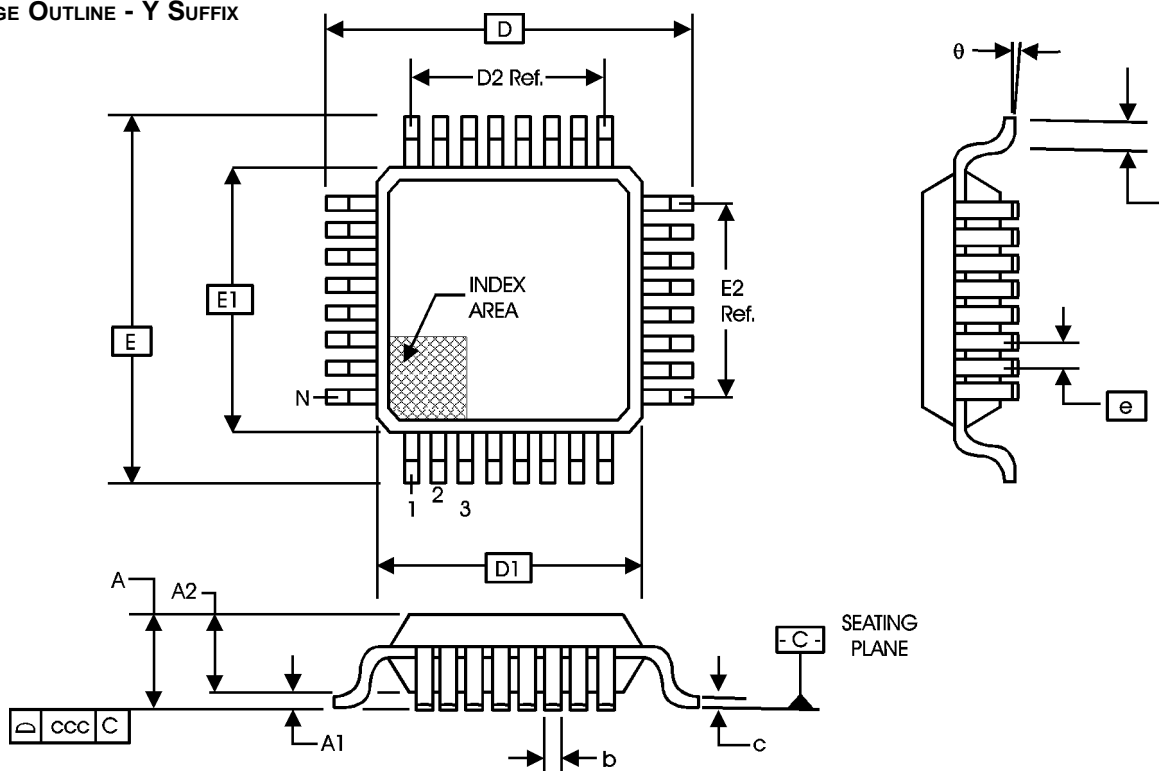 GE OUTLINE - Y SUFFIX
D
θ
D2 Ref.
INDEX
AREA
E1
E2
Ref.
E
N
e
1
2
3
D1
A
A2
- C -
SEATING
PLANE
ccc C
A1
b
c